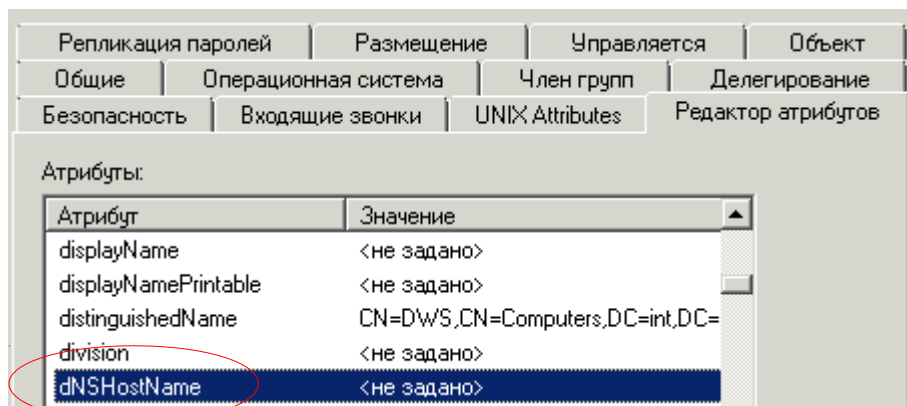 Репликация паролей Размещение Управляется Объект
Общие Операционная система Член групп Делегирование
Безопасность Входящие звонки UNIX Attributes Редактор атрибутов
Атрибуты:
Атрибут Значение
displayName <не задано>
displayNamePrintable <не задано>
distinguishedName CN=DWS,CN=Computers,DC=int,DC=
division <не задано>
dNSHostName <не задано>